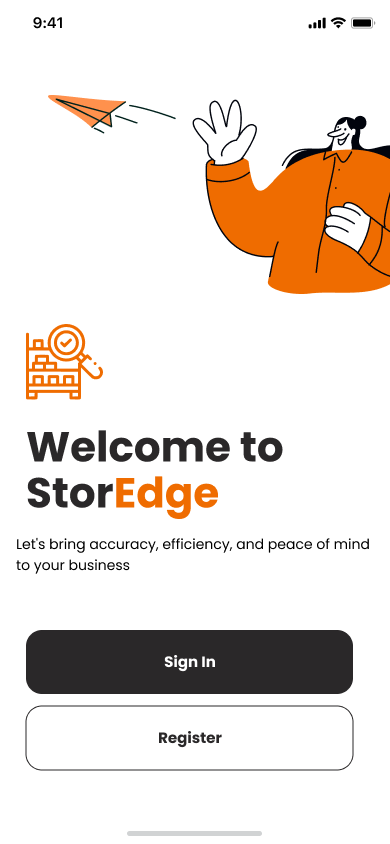 9:41
Welcome to
StorEdge
Let's bring accuracy, efficiency, and peace of mind
to your business
Sign In
Register